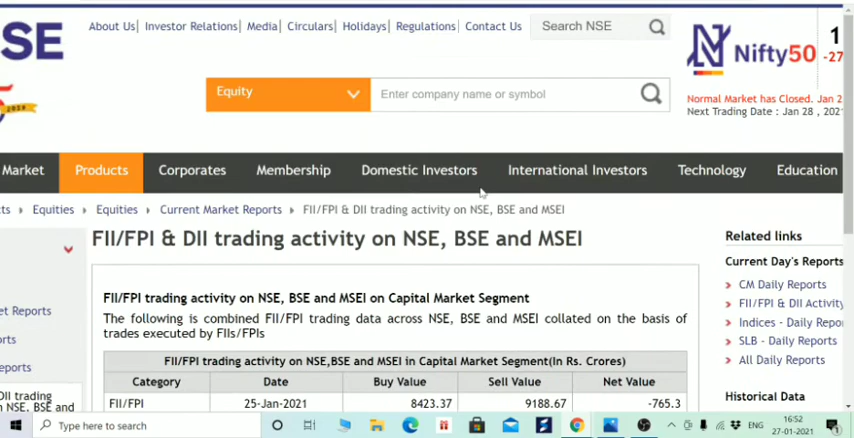 SE
2020
About Us| Investor Relations| Media| Circulars| Holidays| Regulations| Contact Us
Search NSE
Equity
Enter company name or symbol
Nifty50
1
-27
Normal Market has Closed. Jan 2
Next Trading Date : Jan 28 , 202
Market Products Corporates Membership Domestic Investors International Investors Technology Education
ts Equities Equities Current Market Reports FII/FPI & DII trading activity on NSE, BSE and MSEI
FII/FPI & DII trading activity on NSE, BSE and MSEI
et Reports
rts
eports
DII trading
n NSE, BSE and
FII/FPI trading activity on NSE, BSE and MSEI on Capital Market Segment
The following is combined FII/FPI trading data across NSE, BSE and MSEI collated on the basis of
trades executed by FIIs/FPIs
FII/FPI trading activity on NSE,BSE and MSEI in Capital Market Segment(In Rs. Crores)
Category Date Buy Value Sell Value Net Value
FII/FPI 25-Jan-2021 8423.37 9188.67 -765.3
Related links
Current Day's Reports
CM Daily Reports
FII/FPI & DII Activity
Indices - Daily Repo
SLB - Daily Reports
All Daily Reports
Historical Data
Type here to search
ENG
16:52
27-01-2021